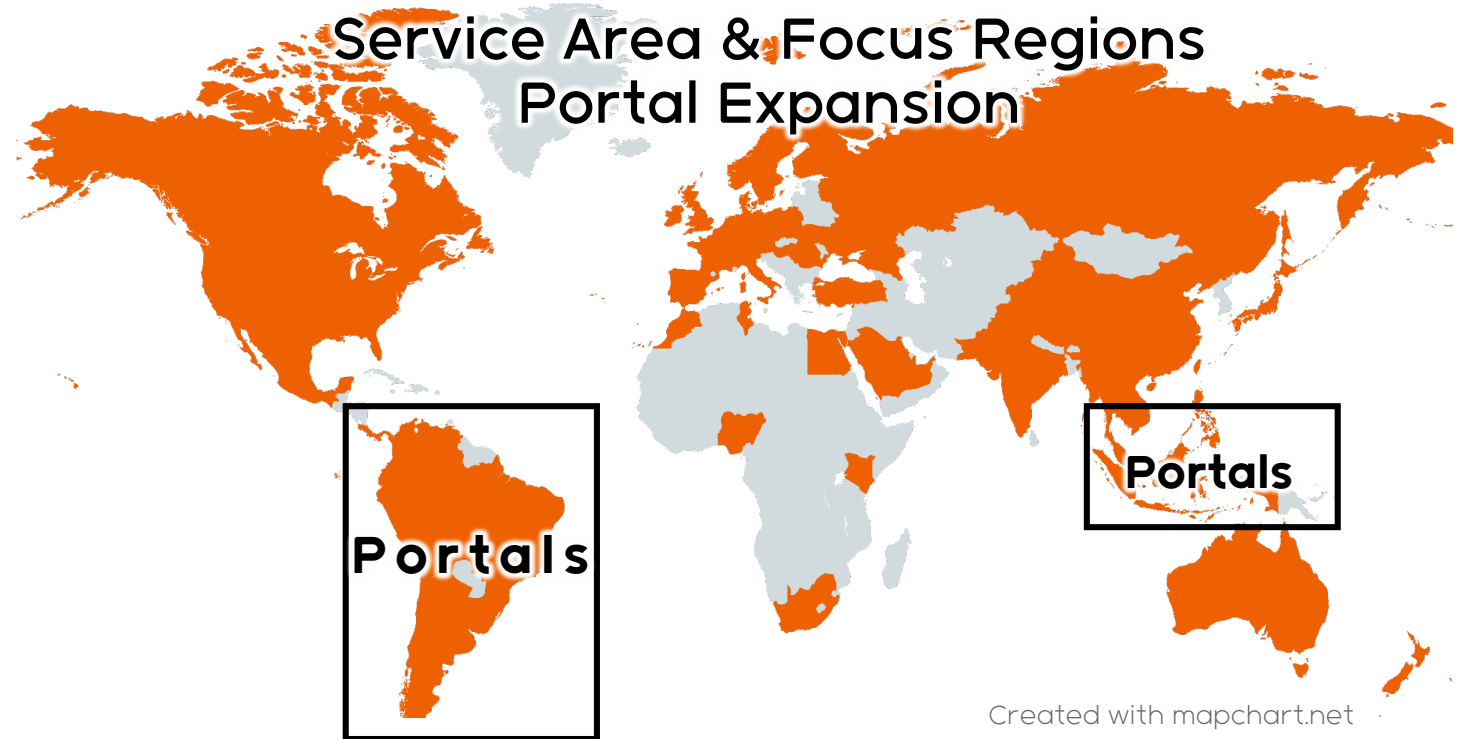 Service Area & Focus Regions
Portal Expansion
Portals
Portals
Created with mapchart.net